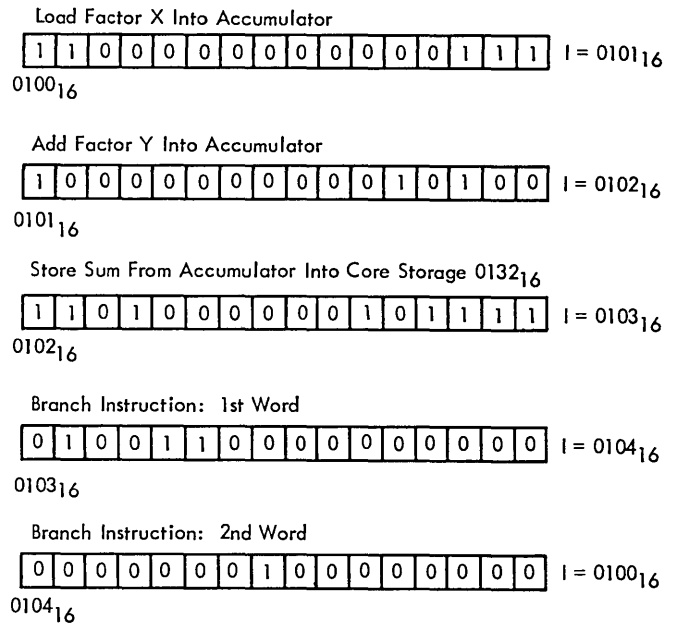 Load Factor X Into Accumulator
1 1 0 0 0 0 0 0 0 0 0 0 0 1 1 1 I = 0101₁₆
0100₁₆
Add Factor Y Into Accumulator
1 0 0 0 0 0 0 0 0 0 0 1 0 1 0 0 I = 0102₁₆
0101₁₆
Store Sum From Accumulator Into Core Storage 0132₁₆
1 1 0 1 0 0 0 0 0 0 1 0 1 1 1 1 I = 0103₁₆
0102₁₆
Branch Instruction: 1st Word
0 1 0 0 1 1 0 0 0 0 0 0 0 0 0 0 I = 0104₁₆
0103₁₆
Branch Instruction: 2nd Word
0 0 0 0 0 0 0 1 0 0 0 0 0 0 0 0 I = 0100₁₆
0104₁₆